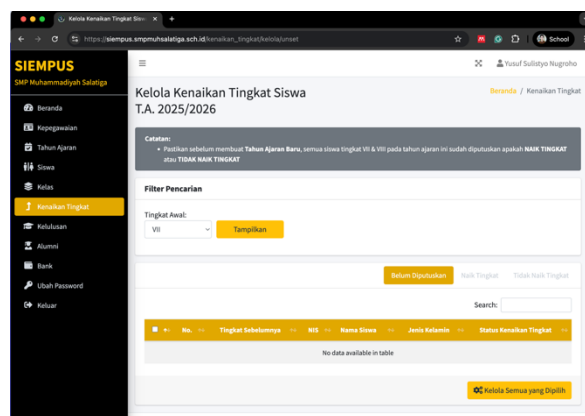 Kelola Kenaikan Tingkat Sisw
https://siempus.smpmuhsalatiga.sch.id/kenaikan_tingkat/kelola/unset
School
SIEMPUS
SMP Muhammadiyah Salatiga
Beranda
Kepegawaian
Tahun Ajaran
Siswa
Kelas
Kenaikan Tingkat
Kelulusan
Alumni
Bank
Ubah Password
Keluar
Yusuf Sulistyo Nugroho
Kelola Kenaikan Tingkat Siswa
T.A. 2025/2026
Beranda / Kenaikan Tingkat
Catatan:
Pastikan sebelum membuat Tahun Ajaran Baru, semua siswa tingkat VII & VIII pada tahun ajaran ini sudah diputuskan apakah NAIK TINGKAT
atau TIDAK NAIK TINGKAT
Filter Pencarian
Tingkat Awal:
VII
Tampilkan
Belum Diputuskan Naik Tingkat Tidak Naik Tingkat
Search:
No. Tingkat Sebelumnya NIS Nama Siswa Jenis Kelamin Status Kenaikan Tingkat
No data available in table
Kelola Semua yang Dipilih